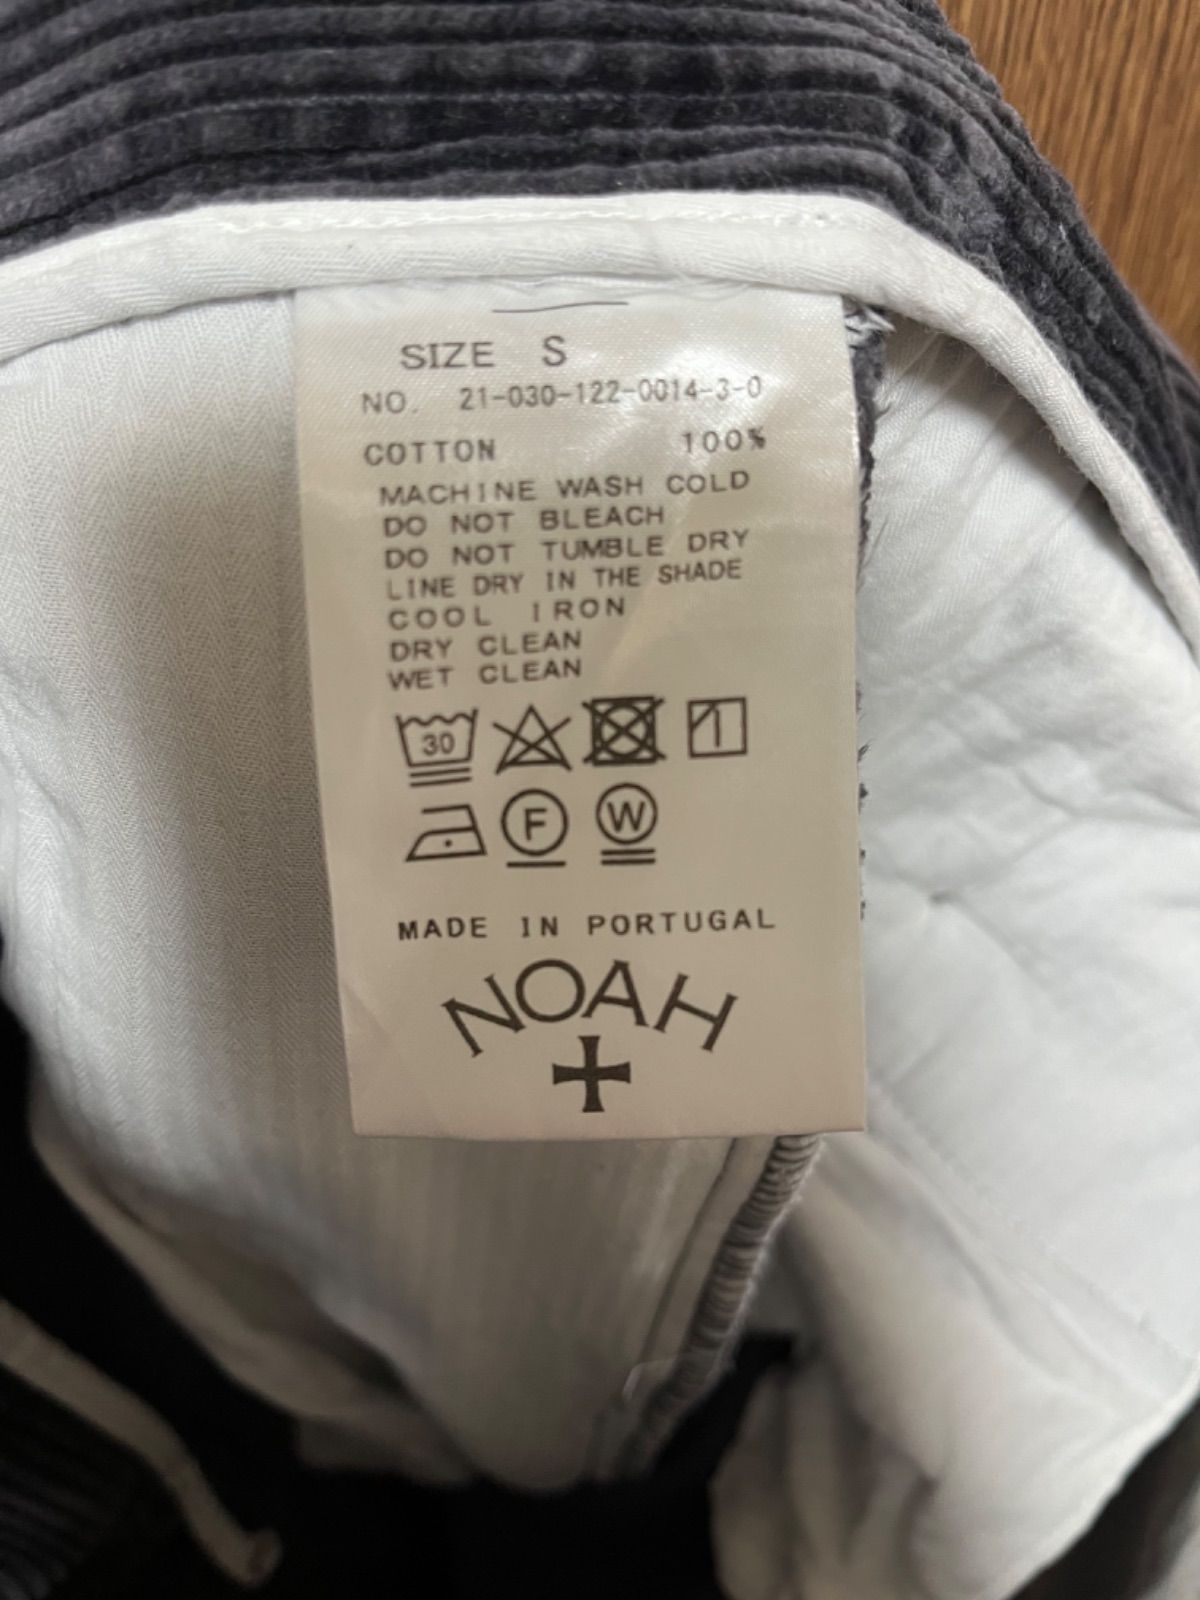 SIZE S
NO. 21-030-122-0014-3-0
COTTON 100%
MACHINE WASH COLD
DO NOT BLEACH
DO NOT TUMBLE DRY
LINE DRY IN THE SHADE
COOL IRON
DRY CLEAN
WET CLEAN
30
F W
MADE IN PORTUGAL
NOAH